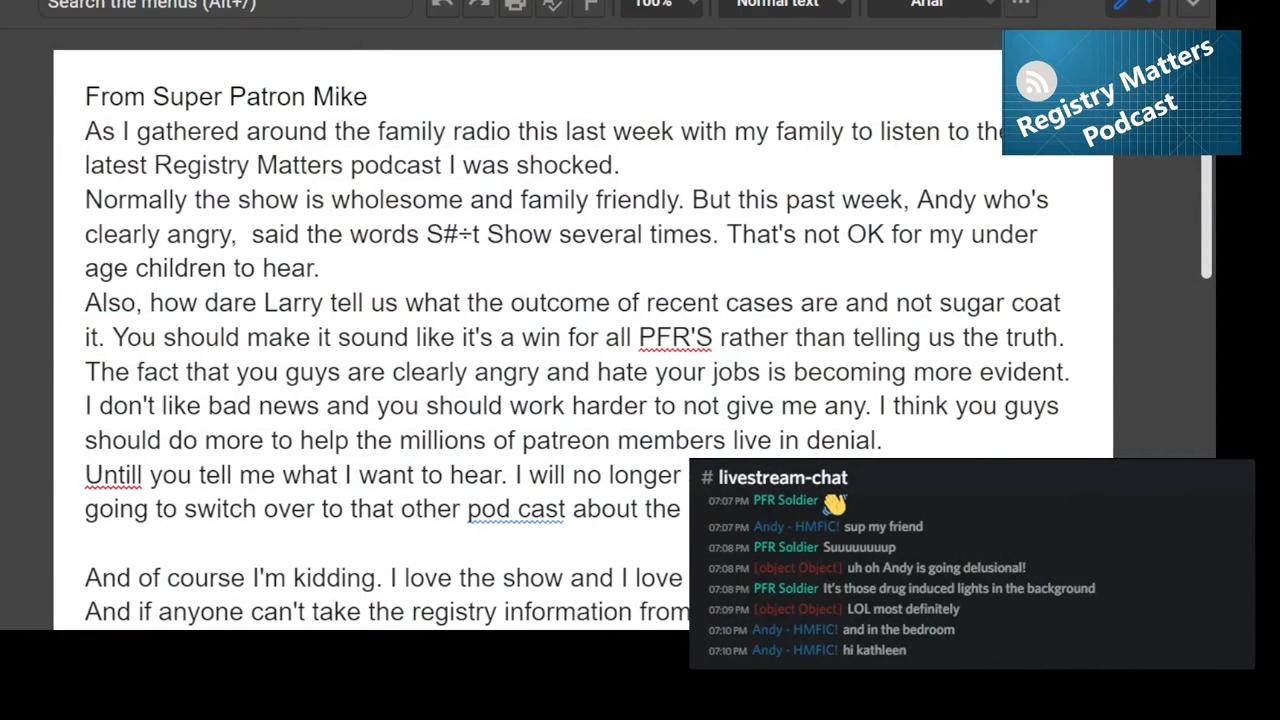 Search the menus (Alt+/)
100%
Normal text
Arial
Registry Matters
Podcast
From Super Patron Mike
As I gathered around the family radio this last week with my family to listen to the
latest Registry Matters podcast I was shocked.
Normally the show is wholesome and family friendly. But this past week, Andy who's
clearly angry, said the words S#÷t Show several times. That's not OK for my under
age children to hear.
Also, how dare Larry tell us what the outcome of recent cases are and not sugar coat
it. You should make it sound like it's a win for all PFR'S rather than telling us the truth.
The fact that you guys are clearly angry and hate your jobs is becoming more evident.
I don't like bad news and you should work harder to not give me any. I think you guys
should do more to help the millions of patreon members live in denial.
Untill you tell me what I want to hear. I will no longer
going to switch over to that other pod cast about the
And of course I'm kidding. I love the show and I love
And if anyone can't take the registry information from
# livestream-chat
07:07 PM PFR Soldier 👋
07:07 PM Andy - HMFIC! sup my friend
07:08 PM PFR Soldier Suuuuuuuup
07:08 PM [object Object] uh oh Andy is going delusional!
07:08 PM PFR Soldier It's those drug induced lights in the background
07:09 PM [object Object] LOL most definitely
07:10 PM Andy - HMFIC! and in the bedroom
07:10 PM Andy - HMFIC! hi kathleen